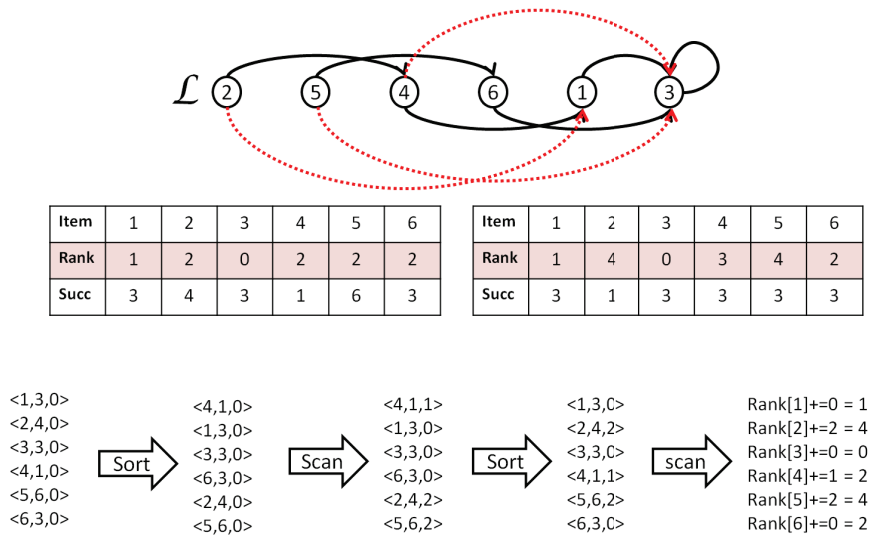 ℒ 2 5 4 6 1 3
Item 1 2 3 4 5 6
Rank 1 2 0 2 2 2
Succ 3 4 3 1 6 3
Item 1 2 3 4 5 6
Rank 1 4 0 3 4 2
Succ 3 1 3 3 3 3
<1,3,0>
<2,4,0>
<3,3,0>
<4,1,0>
<5,6,0>
<6,3,0>
Sort
<4,1,0>
<1,3,0>
<3,3,0>
<6,3,0>
<2,4,0>
<5,6,0>
Scan
<4,1,1>
<1,3,0>
<3,3,0>
<6,3,0>
<2,4,2>
<5,6,2>
Sort
<1,3,0>
<2,4,2>
<3,3,0>
<4,1,1>
<5,6,2>
<6,3,0>
scan
Rank[1]+=0 = 1
Rank[2]+=2 = 4
Rank[3]+=0 = 0
Rank[4]+=1 = 2
Rank[5]+=2 = 4
Rank[6]+=0 = 2